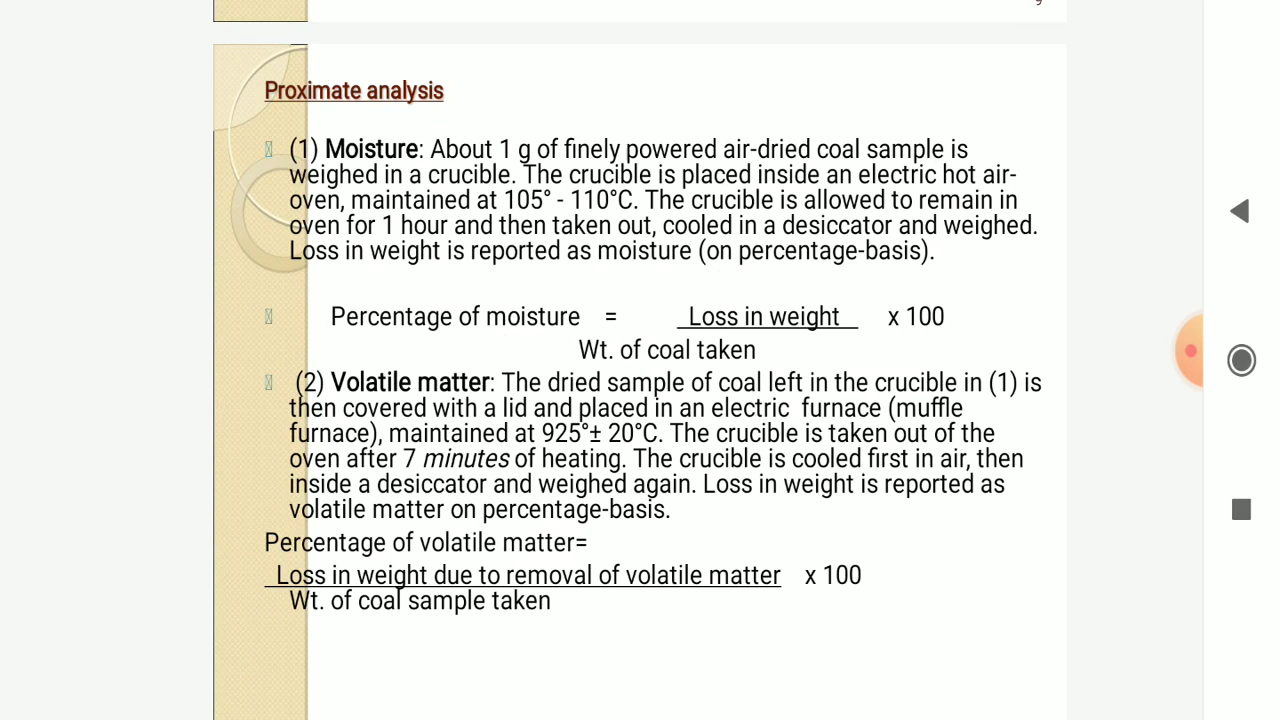 Proximate analysis
(1) Moisture: About 1 g of finely powered air-dried coal sample is
weighed in a crucible. The crucible is placed inside an electric hot air-
oven, maintained at 105° - 110°C. The crucible is allowed to remain in
oven for 1 hour and then taken out, cooled in a desiccator and weighed.
Loss in weight is reported as moisture (on percentage-basis).
Percentage of moisture = Loss in weight x 100
Wt. of coal taken
(2) Volatile matter: The dried sample of coal left in the crucible in (1) is
then covered with a lid and placed in an electric furnace (muffle
furnace), maintained at 925°± 20°C. The crucible is taken out of the
oven after 7 minutes of heating. The crucible is cooled first in air, then
inside a desiccator and weighed again. Loss in weight is reported as
volatile matter on percentage-basis.
Percentage of volatile matter=
Loss in weight due to removal of volatile matter x 100
Wt. of coal sample taken